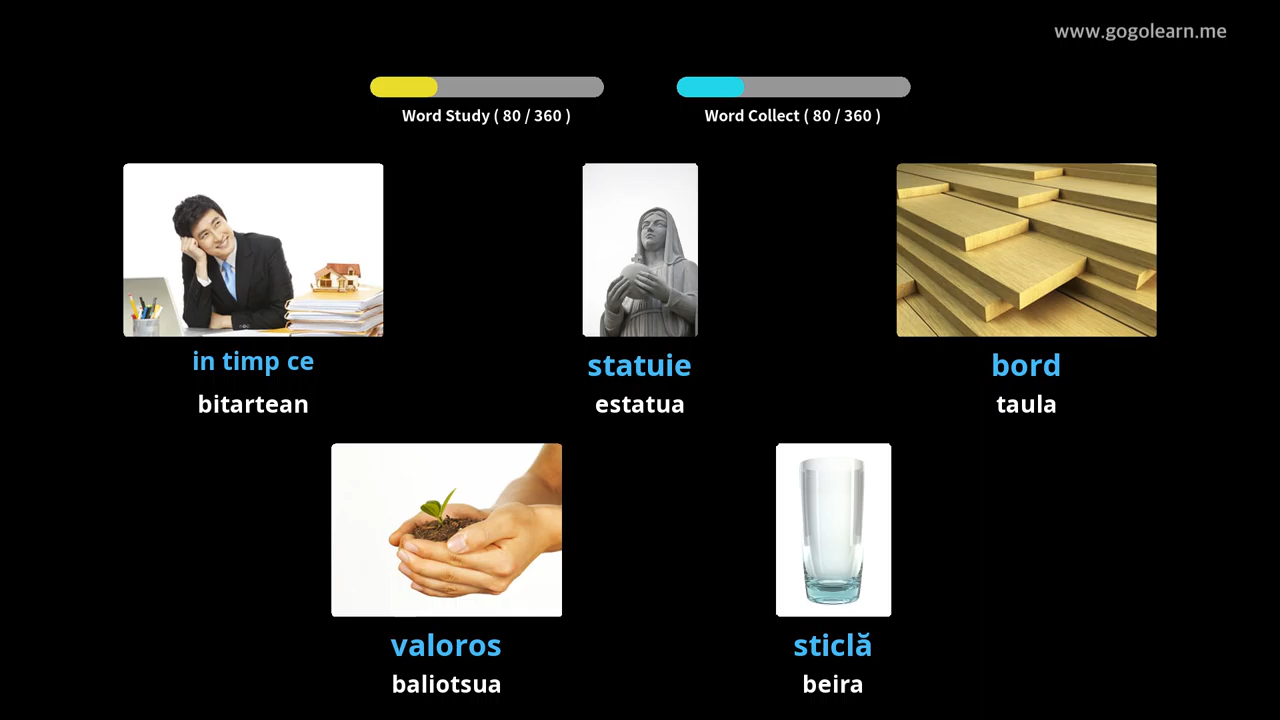 www.gogolearn.me
Word Study ( 80 / 360 )
Word Collect ( 80 / 360 )
in timp ce
bitartean
statuie
estatua
bord
taula
valoros
baliotsua
sticlă
beira